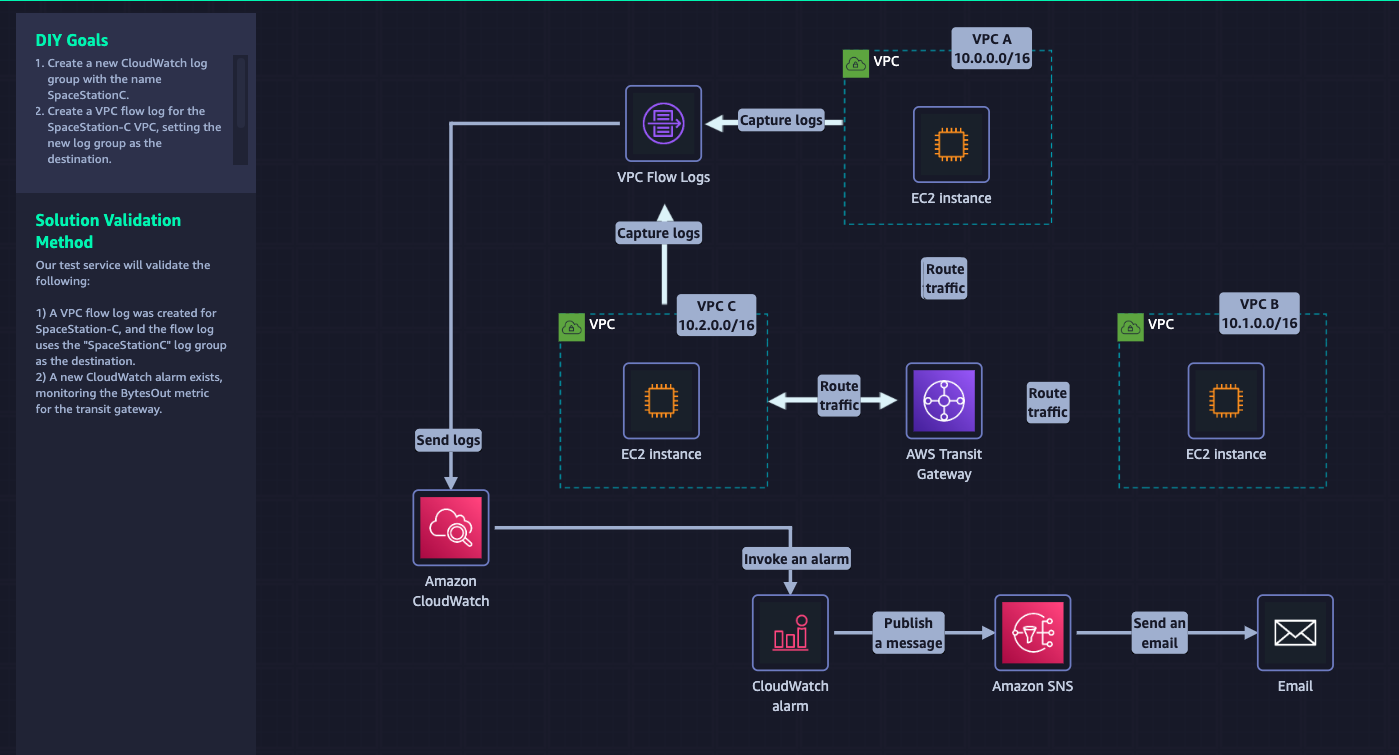 DIY Goals
1. Create a new CloudWatch log
group with the name
SpaceStationC.
2. Create a VPC flow log for the
SpaceStation-C VPC, setting the
new log group as the
destination.
Solution Validation
Method
Our test service will validate the
following:
1) A VPC flow log was created for
SpaceStation-C, and the flow log
uses the "SpaceStationC" log group
as the destination.
2) A new CloudWatch alarm exists,
monitoring the BytesOut metric
for the transit gateway.
VPC A
10.0.0.0/16
VPC
Capture logs
EC2 instance
VPC Flow Logs
Capture logs
Route
traffic
VPC C
10.2.0.0/16
VPC
EC2 instance
Route
traffic
AWS Transit
Gateway
Route
traffic
VPC B
10.1.0.0/16
VPC
EC2 instance
Send logs
Amazon
CloudWatch
Invoke an alarm
CloudWatch
alarm
Publish
a message
Amazon SNS
Send an
email
Email